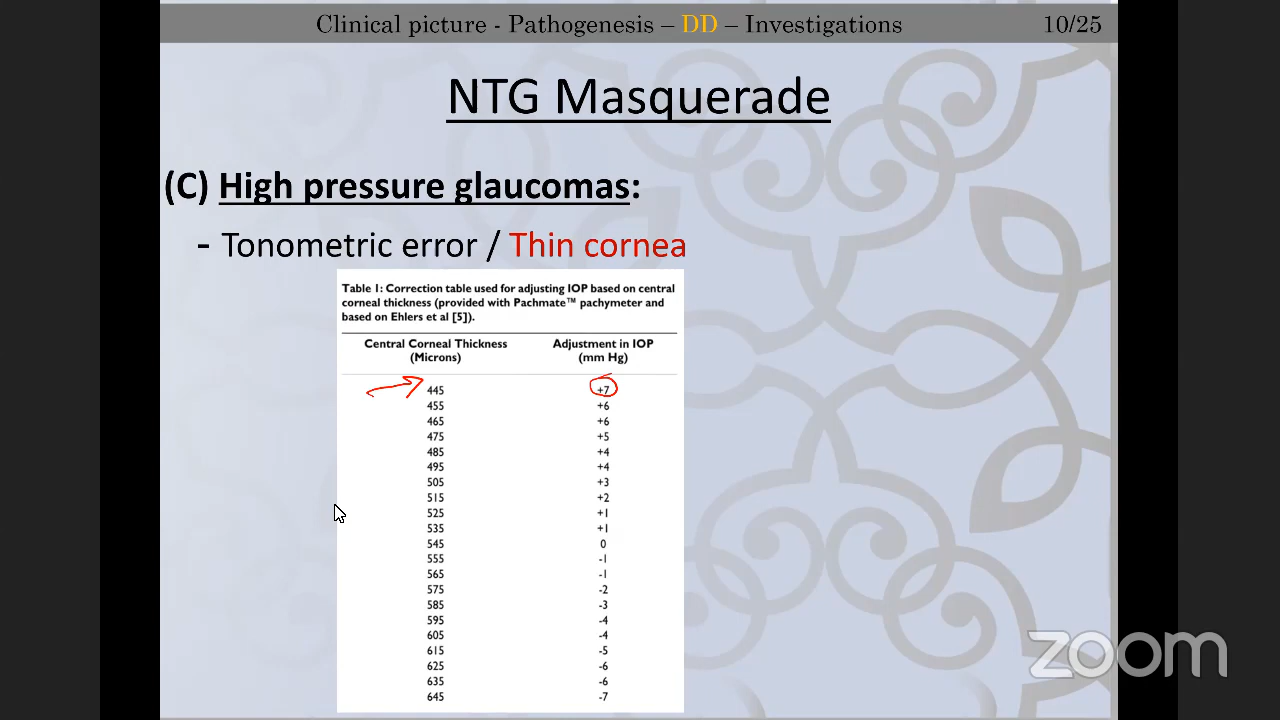 Clinical picture - Pathogenesis – DD – Investigations 10/25
NTG Masquerade
(C) High pressure glaucomas:
- Tonometric error / Thin cornea
Table 1: Correction table used for adjusting IOP based on central
corneal thickness (provided with Pachmate™ pachymeter and
based on Ehlers et al [5]).
Central Corneal Thickness Adjustment in IOP
(Microns) (mm Hg)
445 +7
455 +6
465 +6
475 +5
485 +4
495 +4
505 +3
515 +2
525 +1
535 +1
545 0
555 -1
565 -1
575 -2
585 -3
595 -4
605 -4
615 -5
625 -6
635 -6
645 -7
zoom